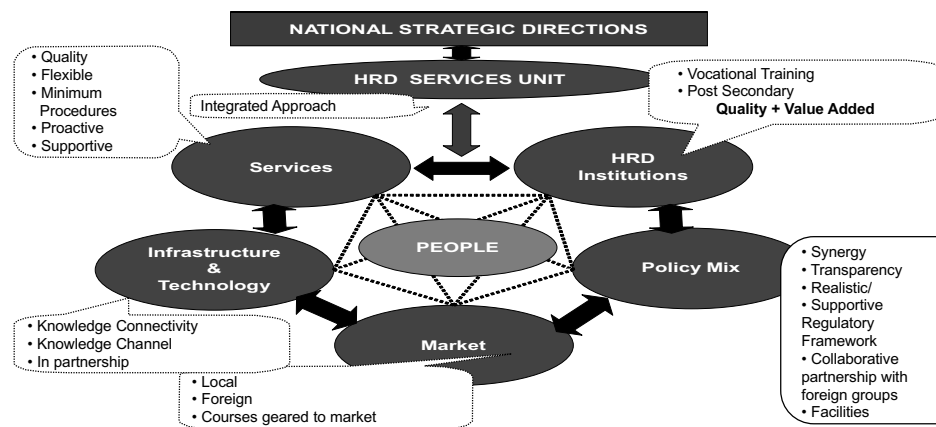 NATIONAL STRATEGIC DIRECTIONS
HRD SERVICES UNIT
• Quality
• Flexible
• Minimum
Procedures
• Proactive
• Supportive
Integrated Approach
• Vocational Training
• Post Secondary
Quality + Value Added
Services
HRD
Institutions
PEOPLE
Infrastructure
&
Technology
Policy Mix
• Synergy
• Transparency
• Realistic/
• Supportive
Regulatory
Framework
• Collaborative
partnership with
foreign groups
• Facilities
• Knowledge Connectivity
• Knowledge Channel
• In partnership
Market
• Local
• Foreign
• Courses geared to market